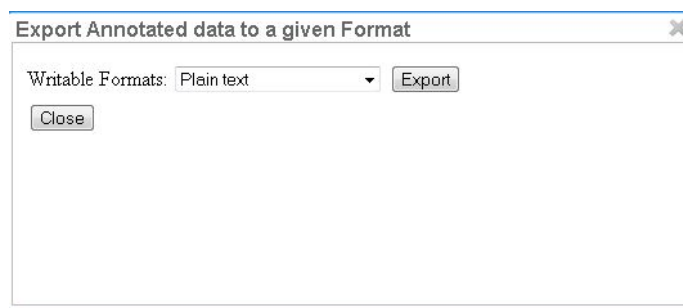 Export Annotated data to a given Format
Writable Formats: Plain text Export
Close